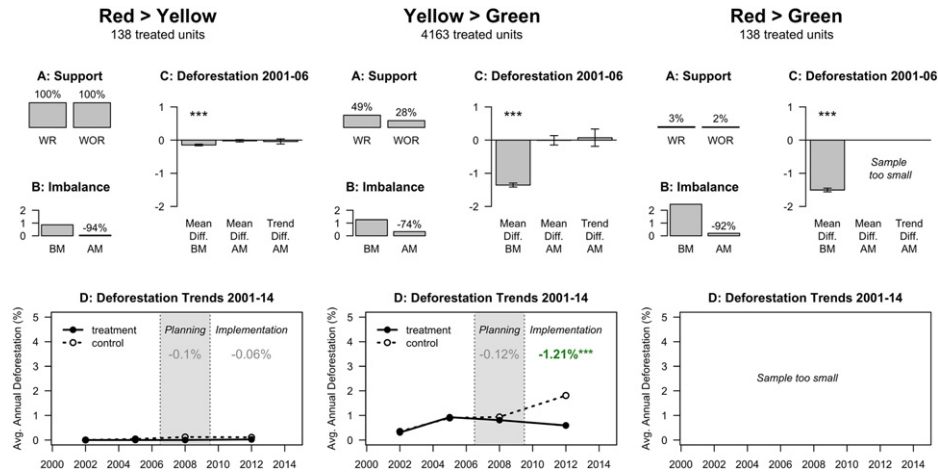 Red > Yellow
138 treated units
A: Support
100% 100%
WR WOR
B: Imbalance
2
1
0
-94%
BM AM
C: Deforestation 2001-06
1
0
-1
-2
***
Mean Mean Trend
Diff. Diff. Diff.
BM AM AM
D: Deforestation Trends 2001-14
Avg. Annual Deforestation (%)
5
4
3
2
1
0
treatment
control
Planning Implementation
-0.1% -0.06%
2000 2002 2004 2006 2008 2010 2012 2014
Yellow > Green
4163 treated units
A: Support
49% 28%
WR WOR
B: Imbalance
2
1
0
-74%
BM AM
C: Deforestation 2001-06
1
0
-1
-2
***
Mean Mean Trend
Diff. Diff. Diff.
BM AM AM
D: Deforestation Trends 2001-14
Avg. Annual Deforestation (%)
5
4
3
2
1
0
treatment
control
Planning Implementation
-0.12% -1.21%***
2000 2002 2004 2006 2008 2010 2012 2014
Red > Green
138 treated units
A: Support
3% 2%
WR WOR
B: Imbalance
2
1
0
-92%
BM AM
C: Deforestation 2001-06
1
0
-1
-2
***
Sample
too small
Mean Mean Trend
Diff. Diff. Diff.
BM AM AM
D: Deforestation Trends 2001-14
Avg. Annual Deforestation (%)
5
4
3
2
1
0
Sample too small
2000 2002 2004 2006 2008 2010 2012 2014